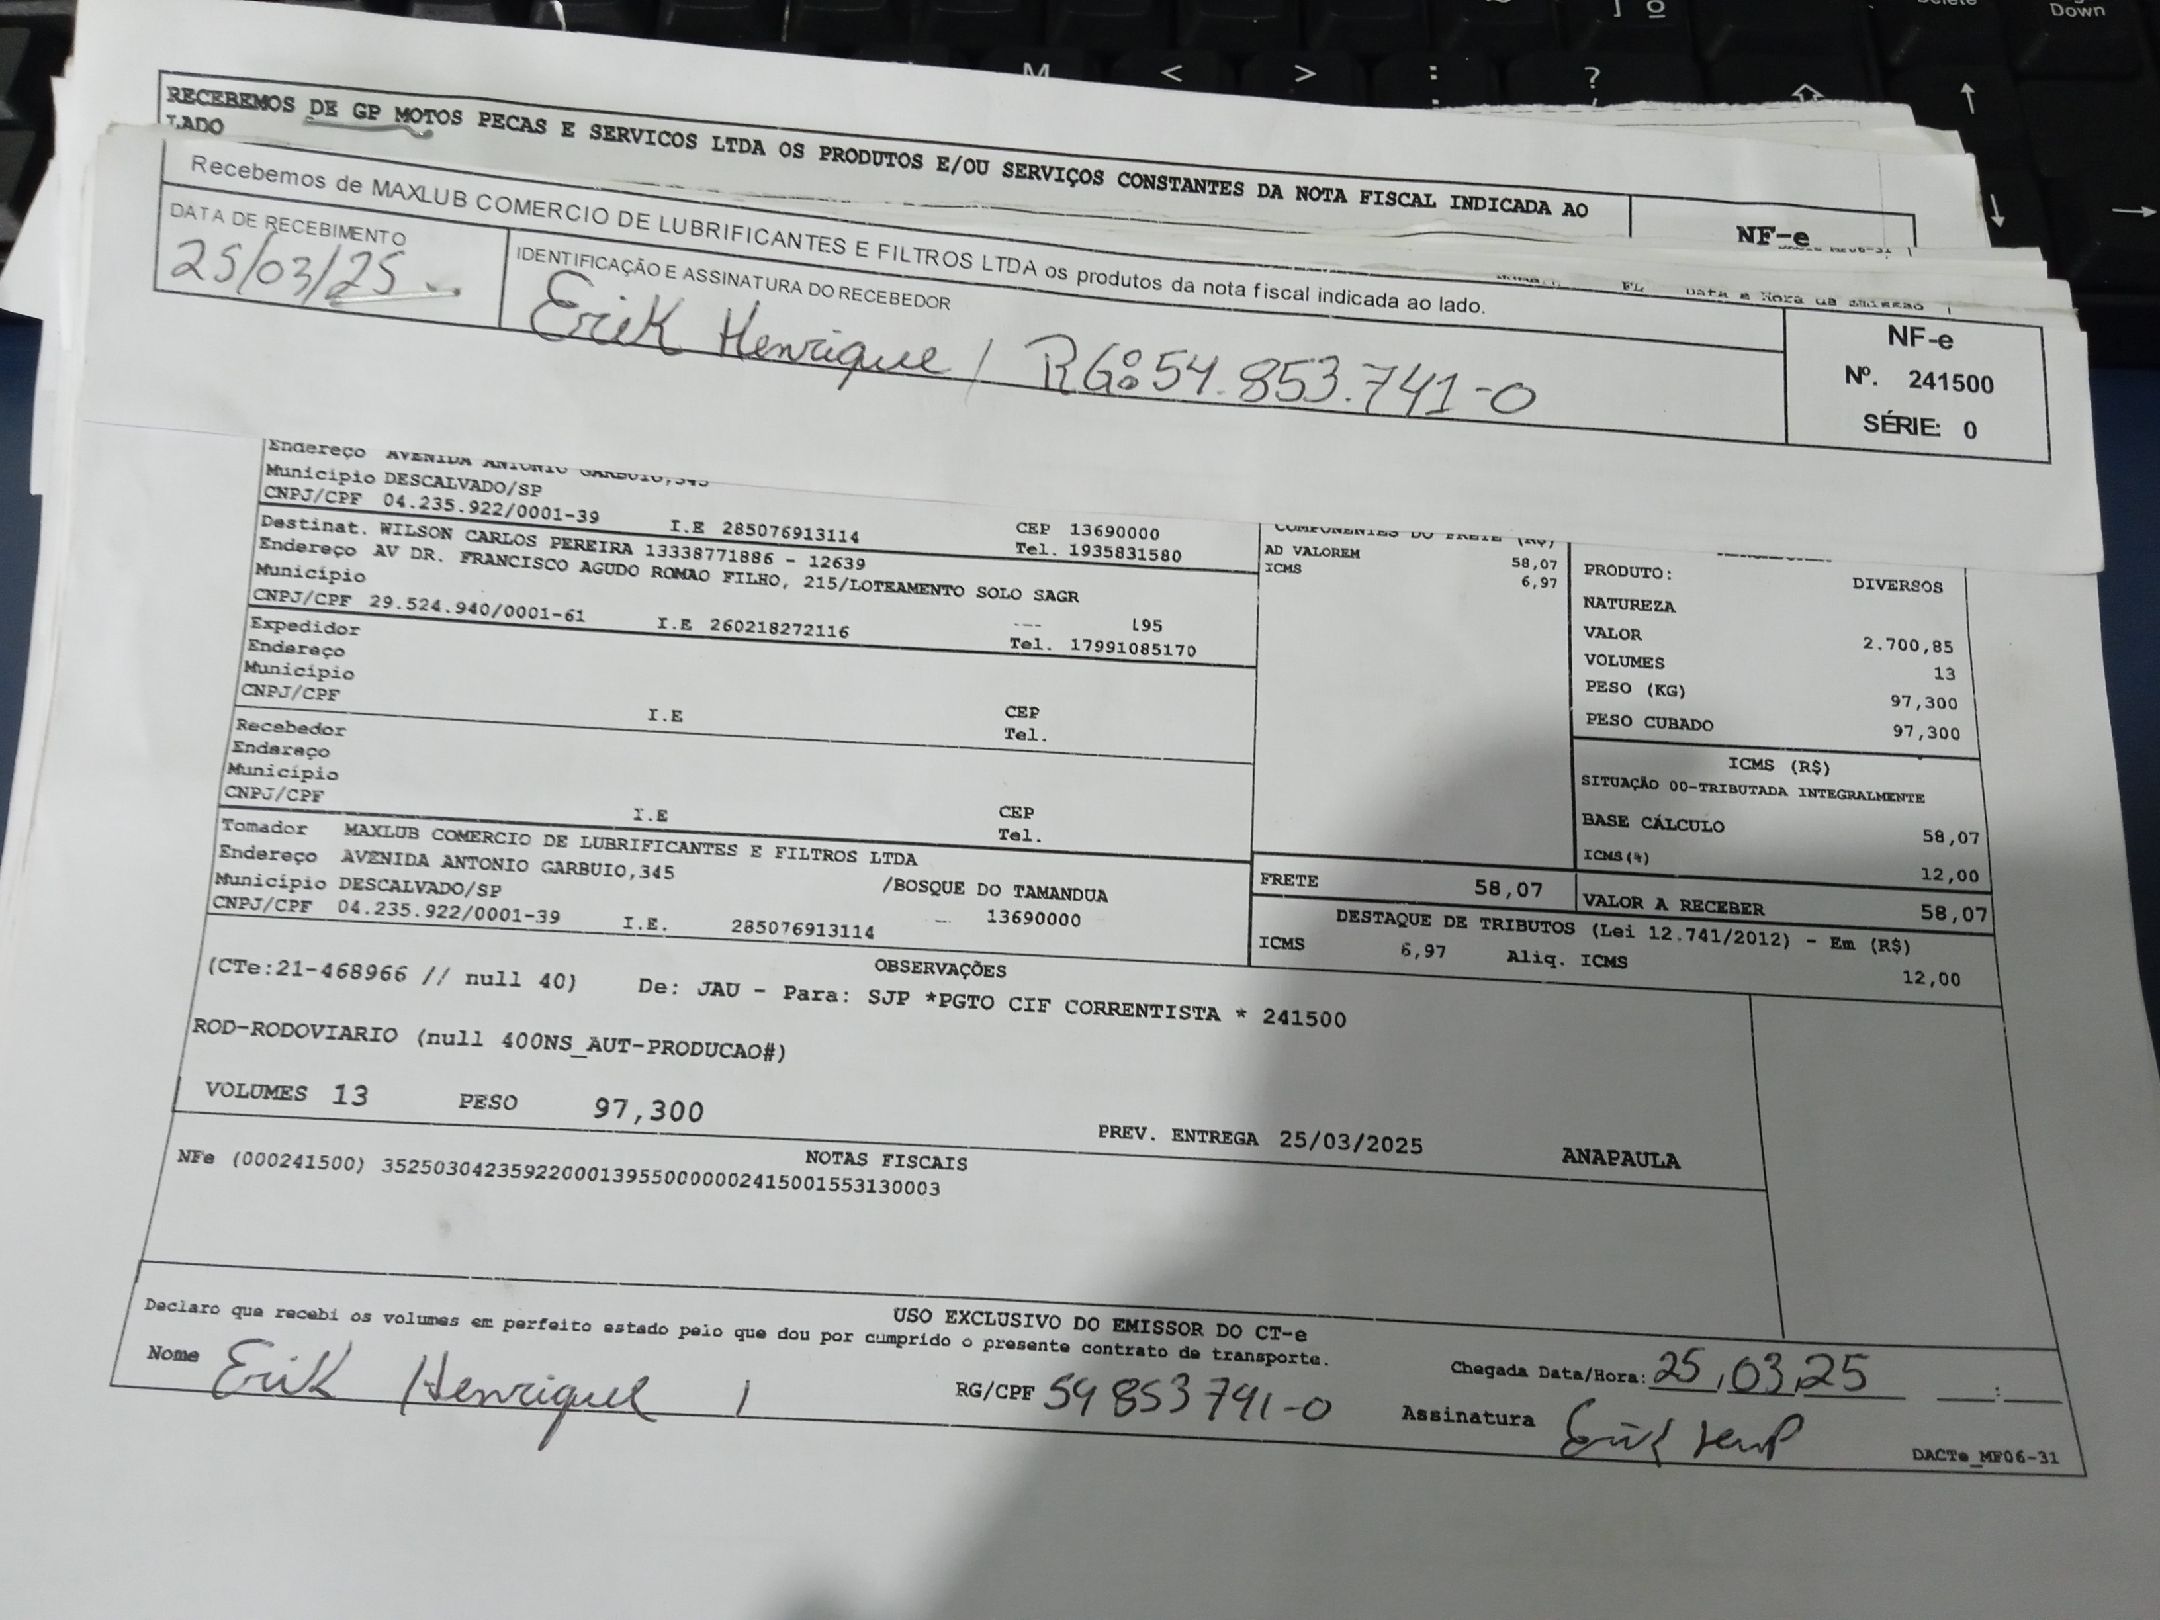 RECEBEMOS DE GP MOTOS PECAS E SERVICOS LTDA OS PRODUTOS E/OU SERVIÇOS CONSTANTES DA NOTA FISCAL INDICADA AO
LADO
NF-e
Recebemos de MAXLUB COMERCIO DE LUBRIFICANTES E FILTROS LTDA os produtos da nota fiscal indicada ao lado.
DATA DE RECEBIMENTO
25/03/25
IDENTIFICAÇÃO E ASSINATURA DO RECEBEDOR
Erik Henrique / RG: 54.853.741-0
NF-e
Nº. 241500
SÉRIE: 0
Endereço AVENIDA ANTONIO GARBUIO,345
Município DESCALVADO/SP
CNPJ/CPF 04.235.922/0001-39 I.E 285076913114 CEP 13690000
Tel. 1935831580
Destinat. WILSON CARLOS PEREIRA 13338771886 - 12639
Endereço AV DR. FRANCISCO AGUDO ROMAO FILHO, 215/LOTEAMENTO SOLO SAGR
Município 195
CNPJ/CPF 29.524.940/0001-61 I.E 260218272116 Tel. 17991085170
Expedidor
Endereço
Município
CNPJ/CPF I.E CEP
Tel.
Recebedor
Endereço
Município
CNPJ/CPF I.E CEP
Tel.
Tomador MAXLUB COMERCIO DE LUBRIFICANTES E FILTROS LTDA
Endereço AVENIDA ANTONIO GARBUIO,345 /BOSQUE DO TAMANDUA
Município DESCALVADO/SP 13690000
CNPJ/CPF 04.235.922/0001-39 I.E. 285076913114
COMPONENTES DO FRETE (R$)
AD VALOREM 58,07
ICMS 6,97
PRODUTO: DIVERSOS
NATUREZA
VALOR 2.700,85
VOLUMES 13
PESO (KG) 97,300
PESO CUBADO 97,300
ICMS (R$)
SITUAÇÃO 00-TRIBUTADA INTEGRALMENTE
BASE CÁLCULO 58,07
ICMS(%) 12,00
FRETE 58,07 VALOR A RECEBER 58,07
DESTAQUE DE TRIBUTOS (Lei 12.741/2012) - Em (R$)
ICMS 6,97 Aliq. ICMS 12,00
OBSERVAÇÕES
(CTe:21-468966 // null 40) De: JAU - Para: SJP *PGTO CIF CORRENTISTA * 241500
ROD-RODOVIARIO (null 400NS_AUT-PRODUCAO#)
VOLUMES 13 PESO 97,300
PREV. ENTREGA 25/03/2025 ANAPAULA
NOTAS FISCAIS
NFe (000241500) 35250304235922000139550000002415001553130003
USO EXCLUSIVO DO EMISSOR DO CT-e
Declaro que recebi os volumes em perfeito estado pelo que dou por cumprido o presente contrato de transporte.
Nome Erik Henrique / RG/CPF 54853741-0
Chegada Data/Hora: 25/03/25 __:__
Assinatura Erik
DACTe_MF06-31